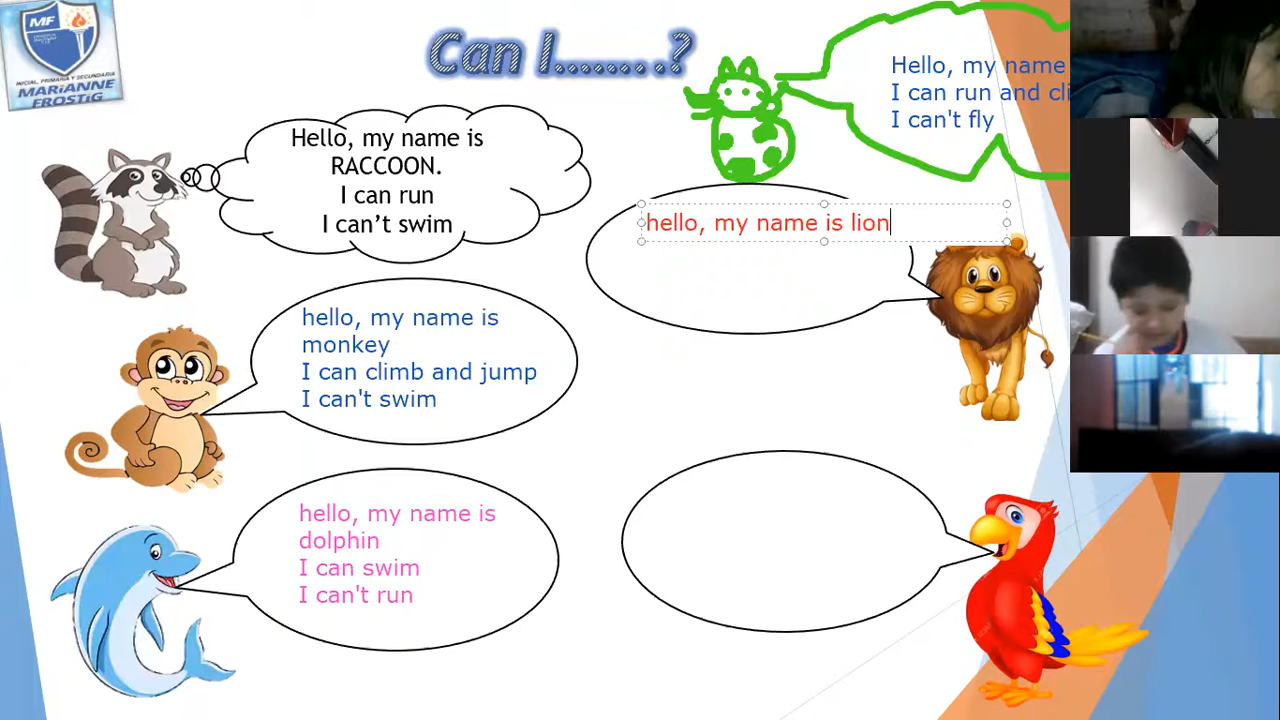 MF
INICIAL, PRIMARIA Y SECUNDARIA
MARIANNE
FROSTIG
Can I.......?
Hello, my name
I can run and cli
I can't fly
Hello, my name is
RACCOON.
I can run
I can’t swim
hello, my name is lion
hello, my name is
monkey
I can climb and jump
I can't swim
hello, my name is
dolphin
I can swim
I can't run